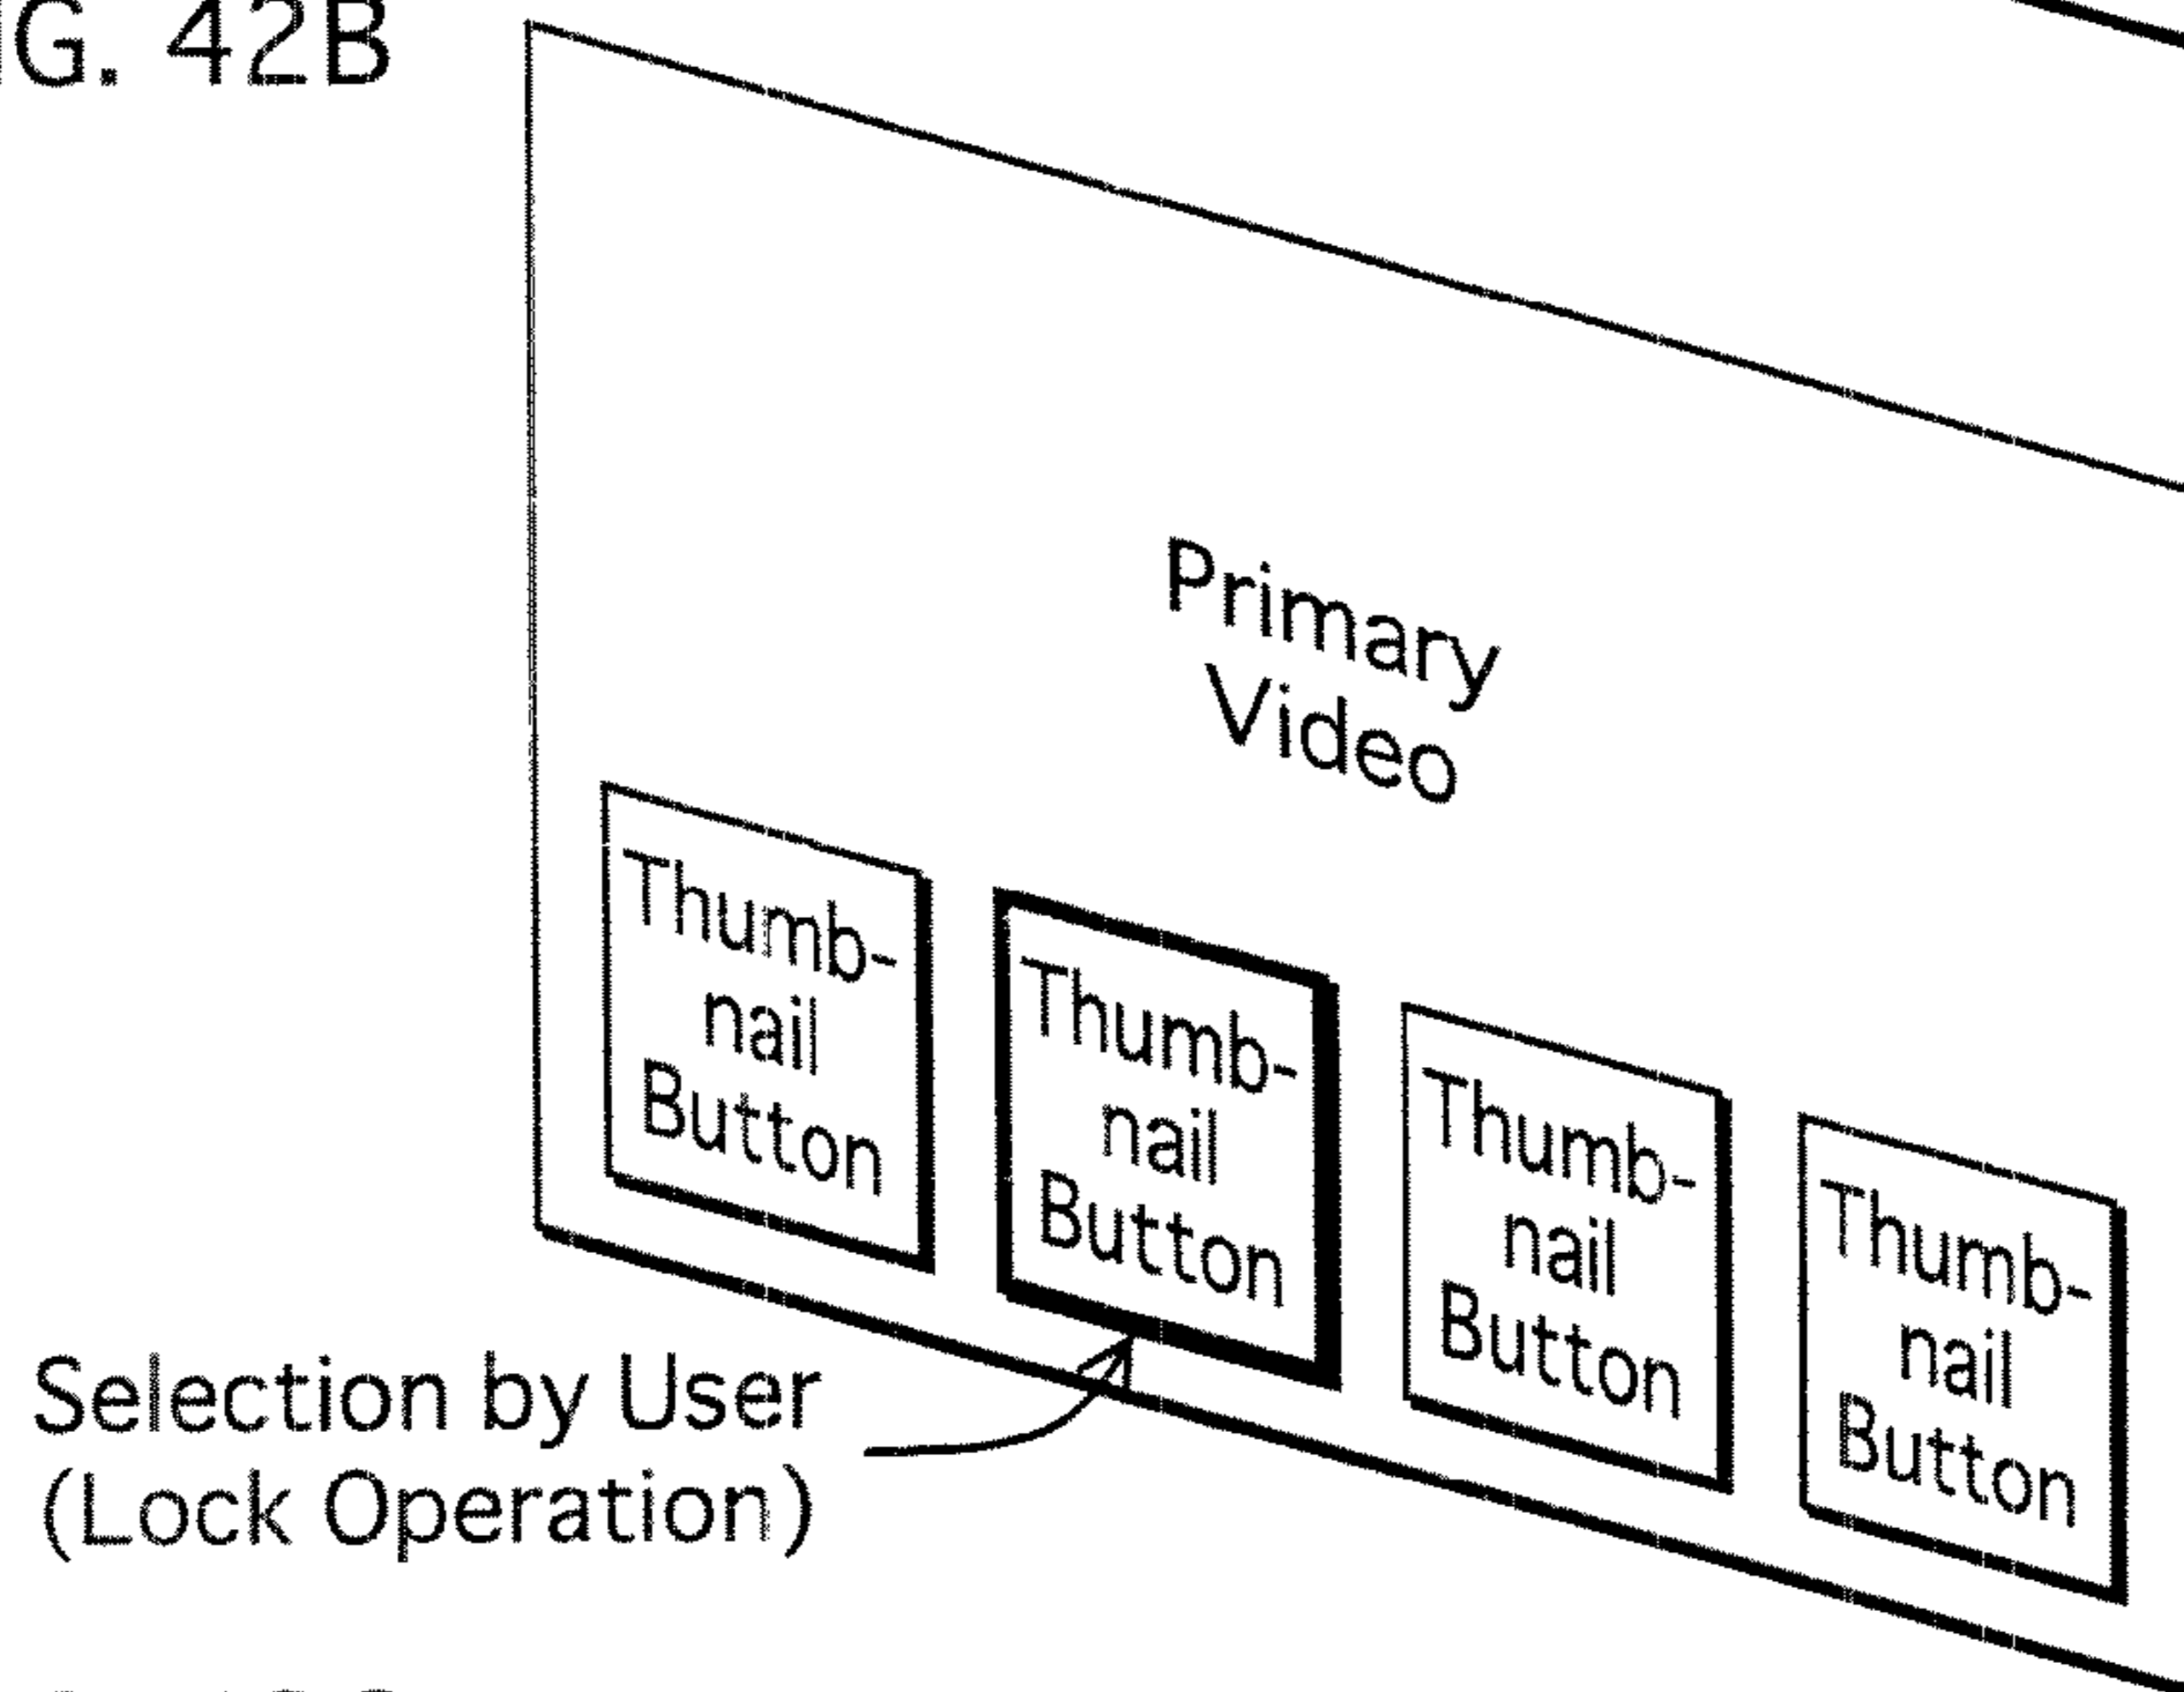 G. 42B
Primary
Video
Thumb-
nail
Button
Thumb-
nail
Button
Thumb-
nail
Button
Thumb-
nail
Button
Selection by User
(Lock Operation)